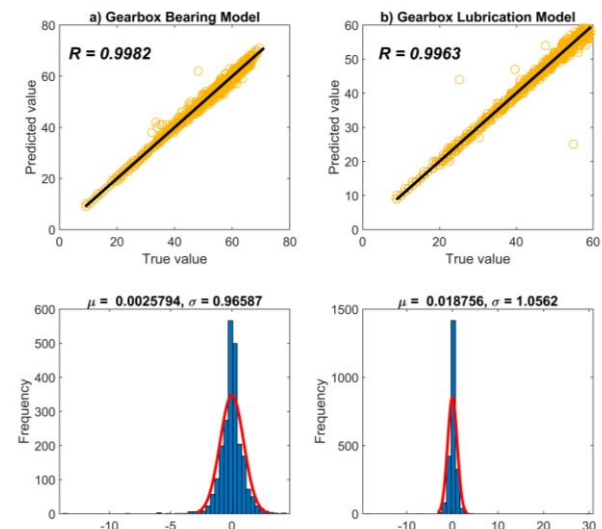 a) Gearbox Bearing Model
R = 0.9982
Predicted value
80
60
40
20
0
0 20 40 60 80
True value
b) Gearbox Lubrication Model
R = 0.9963
Predicted value
60
50
40
30
20
10
0
0 20 40 60
True value
μ = 0.0025794, σ = 0.96587
Frequency
600
500
400
300
200
100
0
-10 -5 0
μ = 0.018756, σ = 1.0562
Frequency
1500
1000
500
0
-10 0 10 20 30